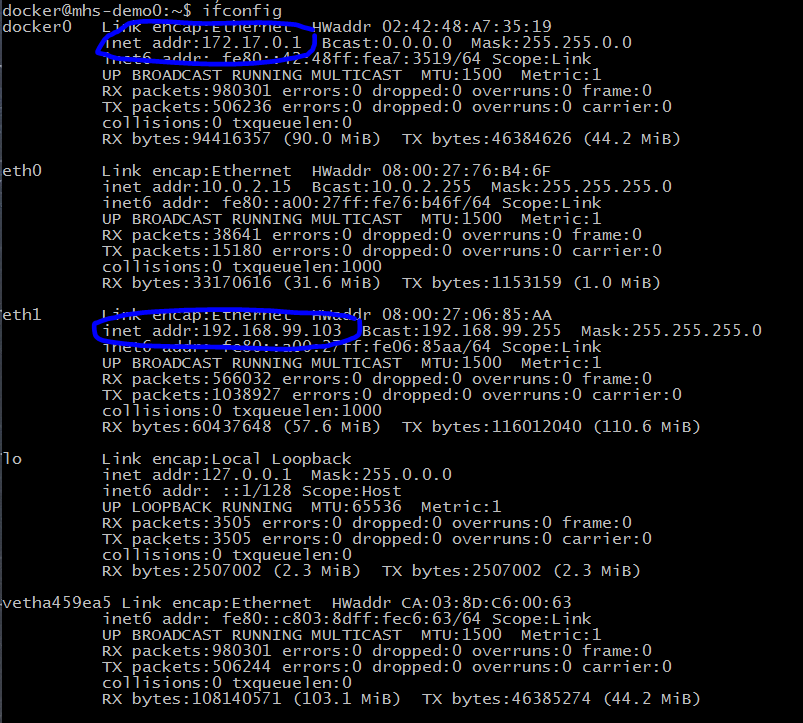 docker@mhs-demo0:~$ ifconfig
docker0   Link encap:Ethernet  HWaddr 02:42:48:A7:35:19
          inet addr:172.17.0.1  Bcast:0.0.0.0  Mask:255.255.0.0
          inet6 addr: fe80::42:48ff:fea7:3519/64 Scope:Link
          UP BROADCAST RUNNING MULTICAST  MTU:1500  Metric:1
          RX packets:980301 errors:0 dropped:0 overruns:0 frame:0
          TX packets:506236 errors:0 dropped:0 overruns:0 carrier:0
          collisions:0 txqueuelen:0
          RX bytes:94416357 (90.0 MiB)  TX bytes:46384626 (44.2 MiB)

eth0      Link encap:Ethernet  HWaddr 08:00:27:76:B4:6F
          inet addr:10.0.2.15  Bcast:10.0.2.255  Mask:255.255.255.0
          inet6 addr: fe80::a00:27ff:fe76:b46f/64 Scope:Link
          UP BROADCAST RUNNING MULTICAST  MTU:1500  Metric:1
          RX packets:38641 errors:0 dropped:0 overruns:0 frame:0
          TX packets:15180 errors:0 dropped:0 overruns:0 carrier:0
          collisions:0 txqueuelen:1000
          RX bytes:33170616 (31.6 MiB)  TX bytes:1153159 (1.0 MiB)

eth1      Link encap:Ethernet  HWaddr 08:00:27:06:85:AA
          inet addr:192.168.99.103  Bcast:192.168.99.255  Mask:255.255.255.0
          inet6 addr: fe80::a00:27ff:fe06:85aa/64 Scope:Link
          UP BROADCAST RUNNING MULTICAST  MTU:1500  Metric:1
          RX packets:566032 errors:0 dropped:0 overruns:0 frame:0
          TX packets:1038927 errors:0 dropped:0 overruns:0 carrier:0
          collisions:0 txqueuelen:1000
          RX bytes:60437648 (57.6 MiB)  TX bytes:116012040 (110.6 MiB)

lo        Link encap:Local Loopback
          inet addr:127.0.0.1  Mask:255.0.0.0
          inet6 addr: ::1/128 Scope:Host
          UP LOOPBACK RUNNING  MTU:65536  Metric:1
          RX packets:3505 errors:0 dropped:0 overruns:0 frame:0
          TX packets:3505 errors:0 dropped:0 overruns:0 carrier:0
          collisions:0 txqueuelen:0
          RX bytes:2507002 (2.3 MiB)  TX bytes:2507002 (2.3 MiB)

vetha459ea5 Link encap:Ethernet  HWaddr CA:03:8D:C6:00:63
          inet6 addr: fe80::c803:8dff:fec6:63/64 Scope:Link
          UP BROADCAST RUNNING MULTICAST  MTU:1500  Metric:1
          RX packets:980301 errors:0 dropped:0 overruns:0 frame:0
          TX packets:506244 errors:0 dropped:0 overruns:0 carrier:0
          collisions:0 txqueuelen:0
          RX bytes:108140571 (103.1 MiB)  TX bytes:46385274 (44.2 MiB)